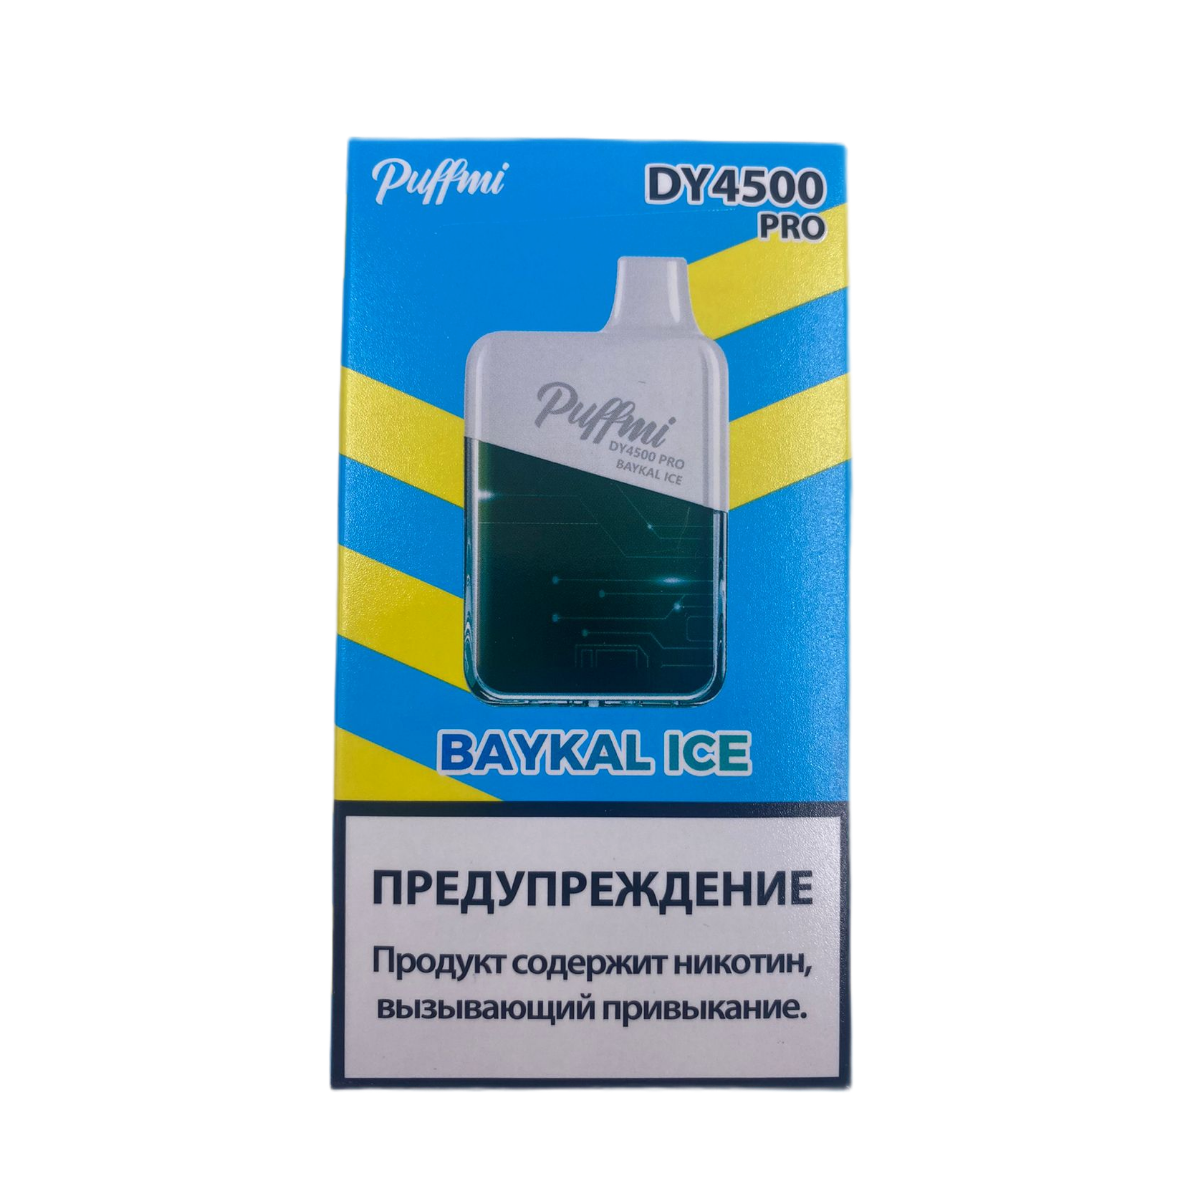 Puffmi
DY4500
PRO
Puffmi
DY4500 PRO
BAYKAL ICE
BAYKAL ICE
ПРЕДУПРЕЖДЕНИЕ
Продукт содержит никотин,
вызывающий привыкание.